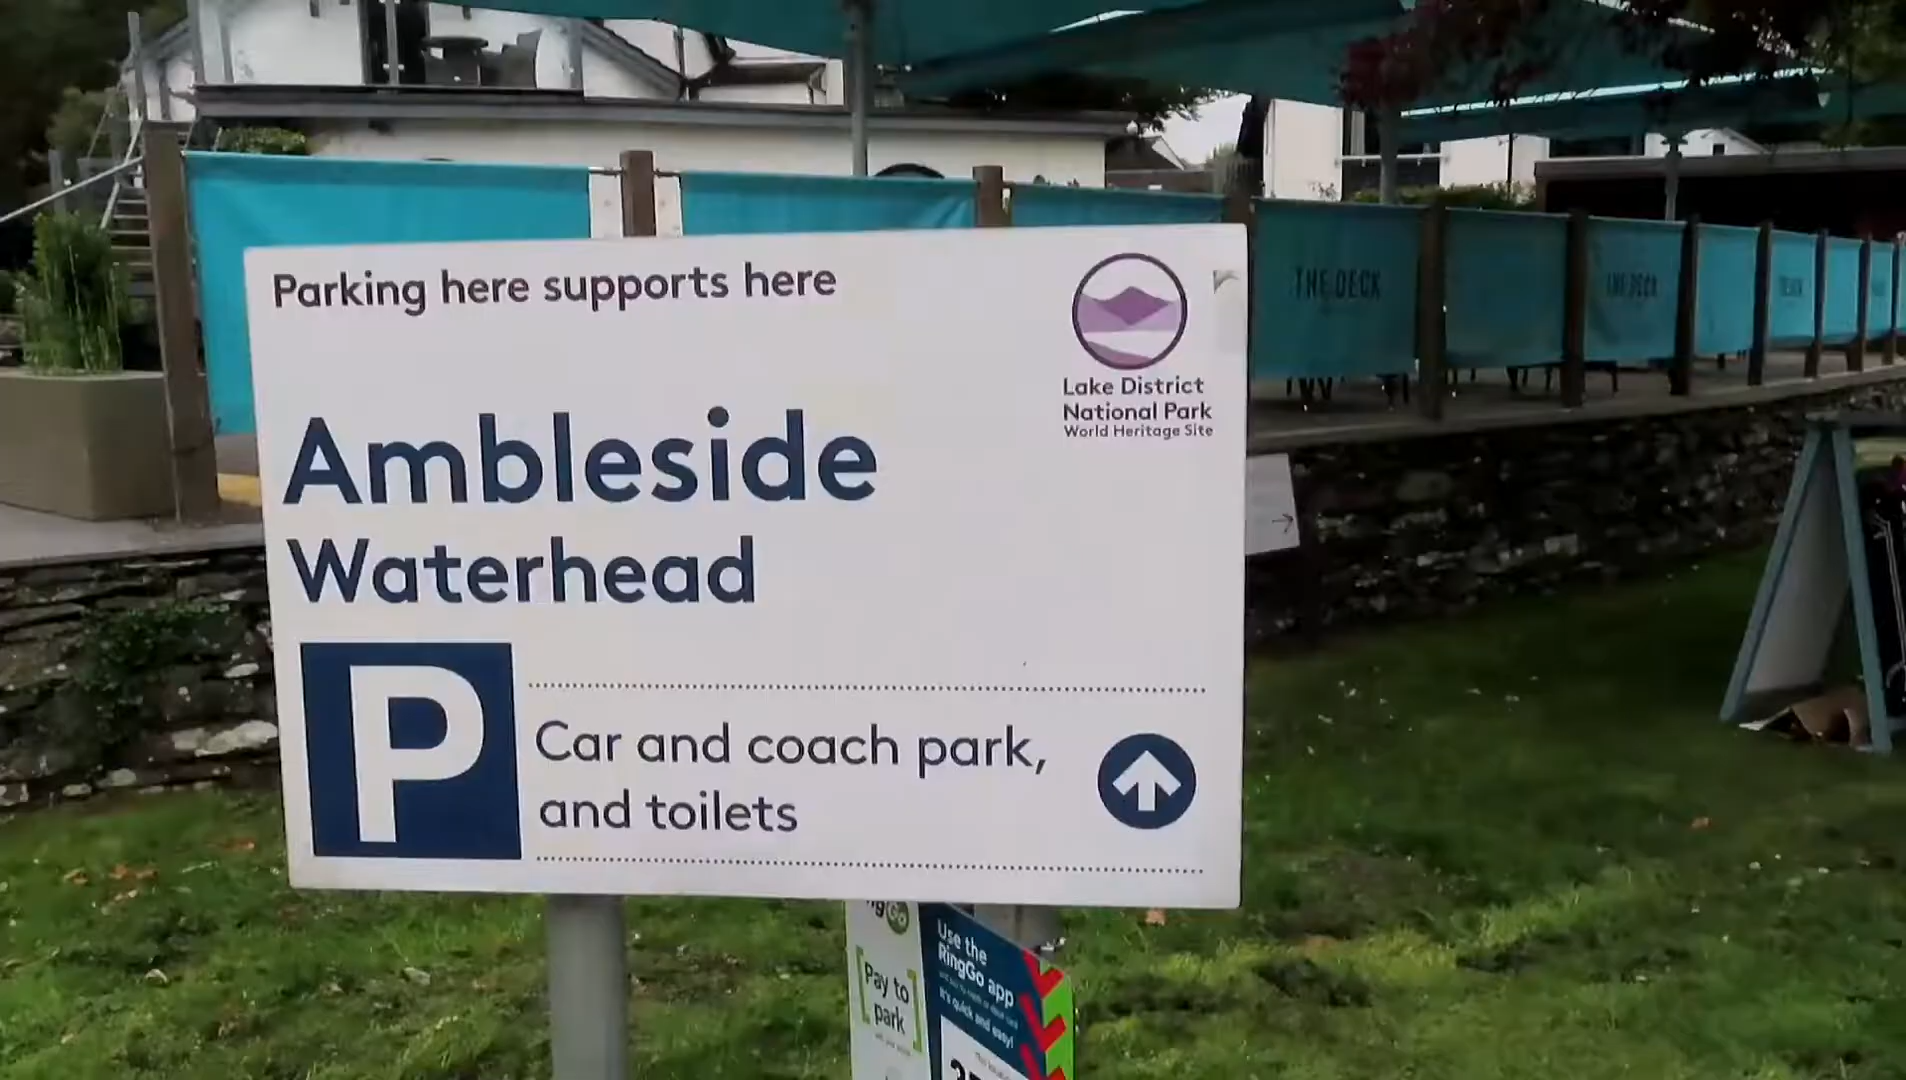 Parking here supports here
Lake District
National Park
World Heritage Site
Ambleside
Waterhead
P
Car and coach park,
and toilets
THE DECK
THE DECK
Pay to
park
Use the
RingGo app
It's quick and easy!